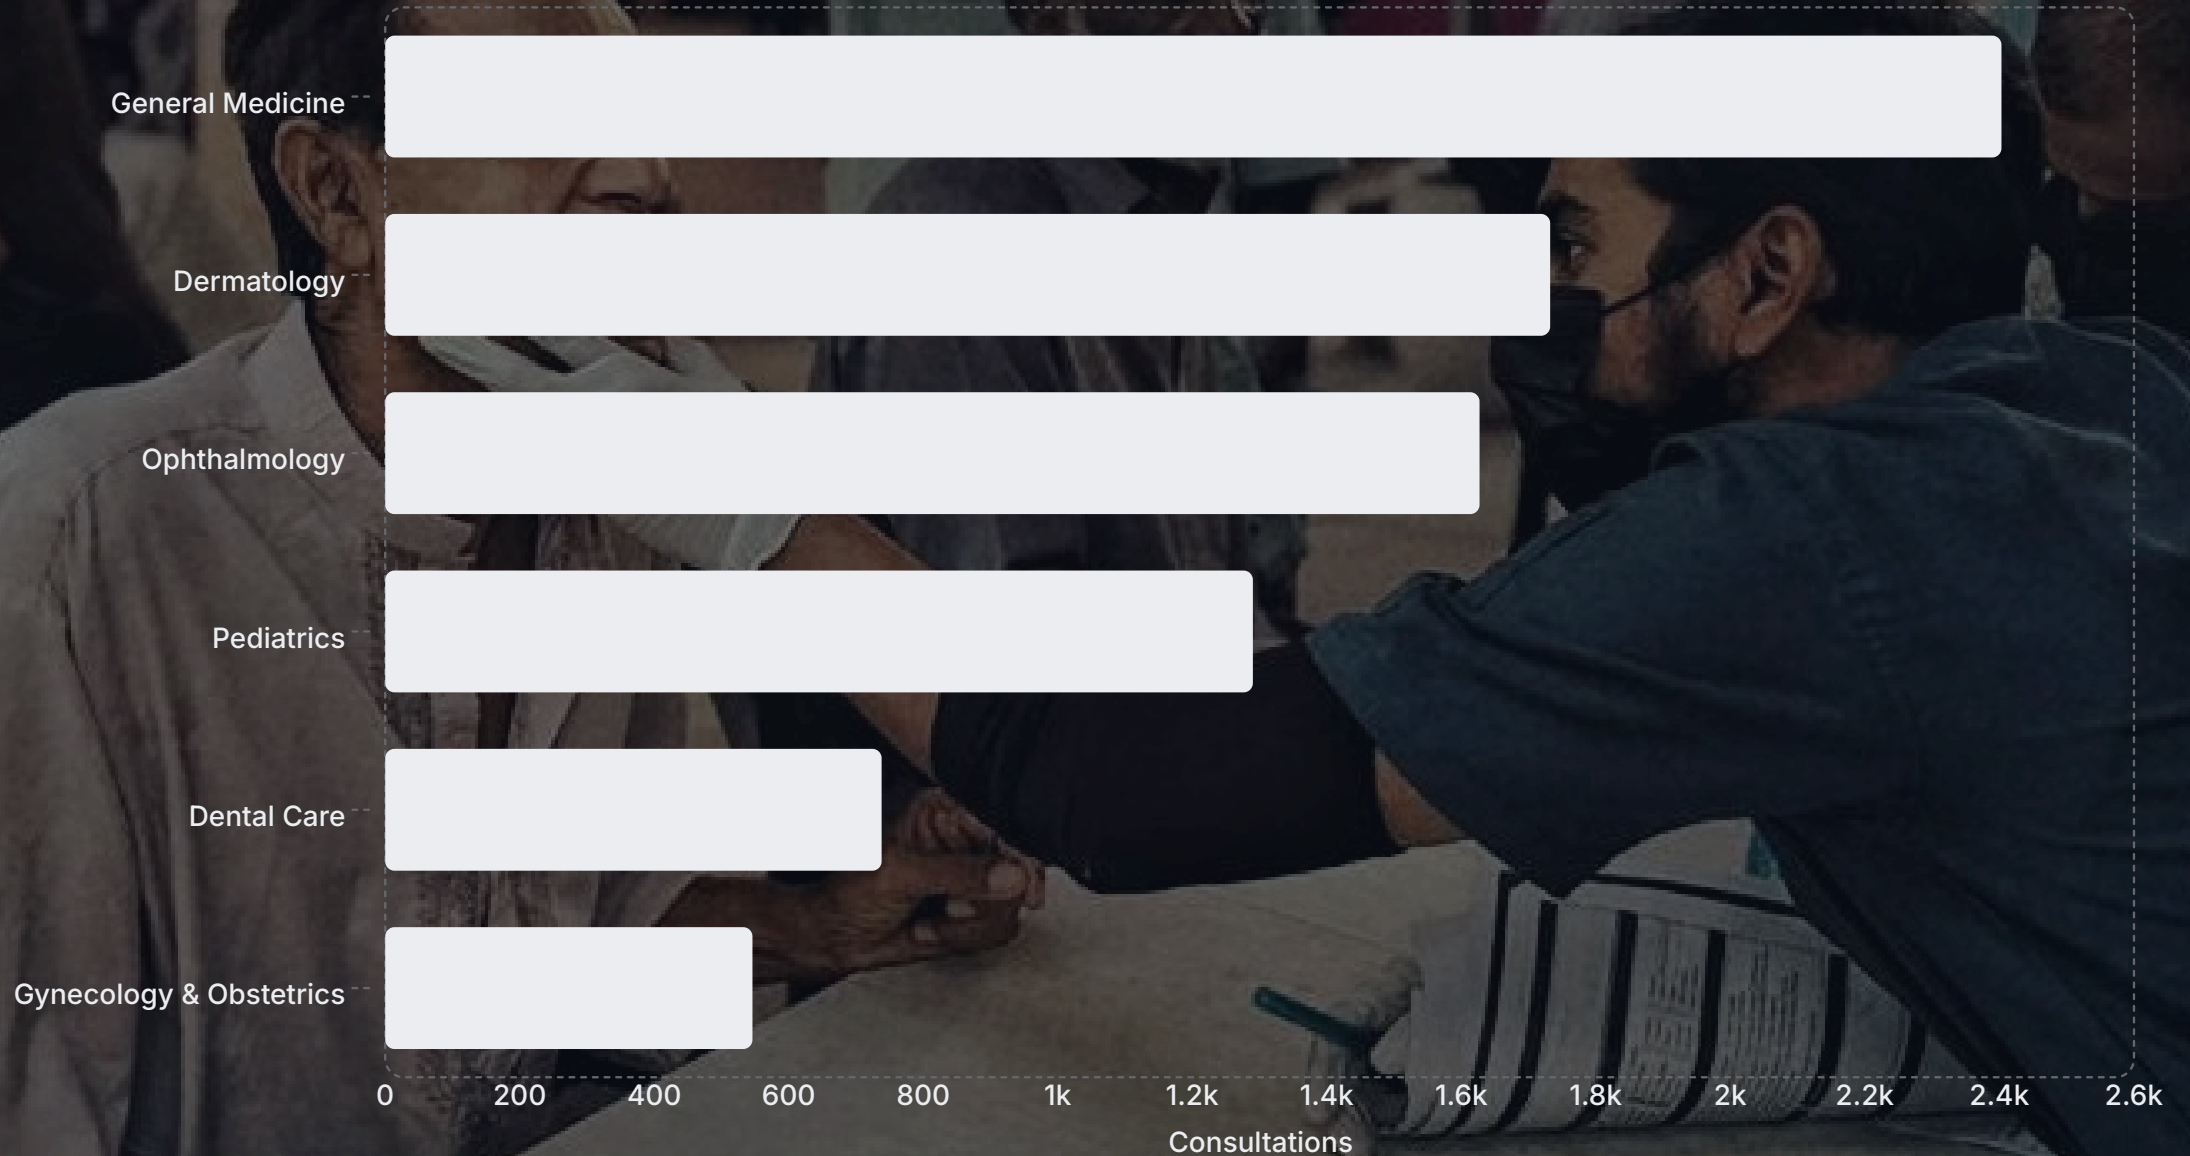 General Medicine
Dermatology
Ophthalmology
Pediatrics
Dental Care
Gynecology & Obstetrics
0 200 400 600 800 1k 1.2k 1.4k 1.6k 1.8k 2k 2.2k 2.4k 2.6k
Consultations